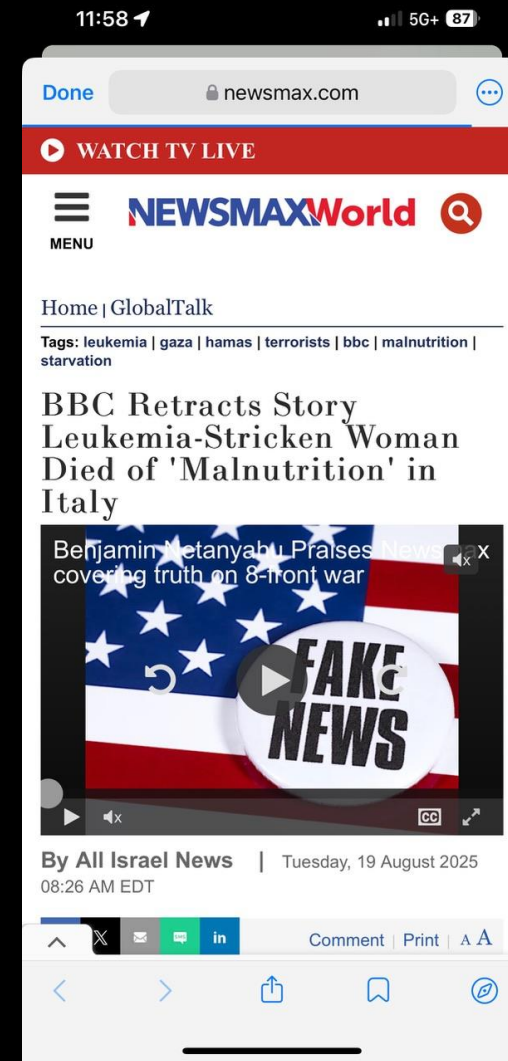 11:58
5G+ 87
Done
newsmax.com
WATCH TV LIVE
MENU
NEWSMAXWorld
Home | GlobalTalk
Tags: leukemia | gaza | hamas | terrorists | bbc | malnutrition |
starvation
BBC Retracts Story
Leukemia-Stricken Woman
Died of 'Malnutrition' in
Italy
Benjamin Netanyahu Praises
X
covering truth on 8-front war
FAKE
NEWS
CC
By All Israel News | Tuesday, 19 August 2025
08:26 AM EDT
X
in
Comment | Print | A A